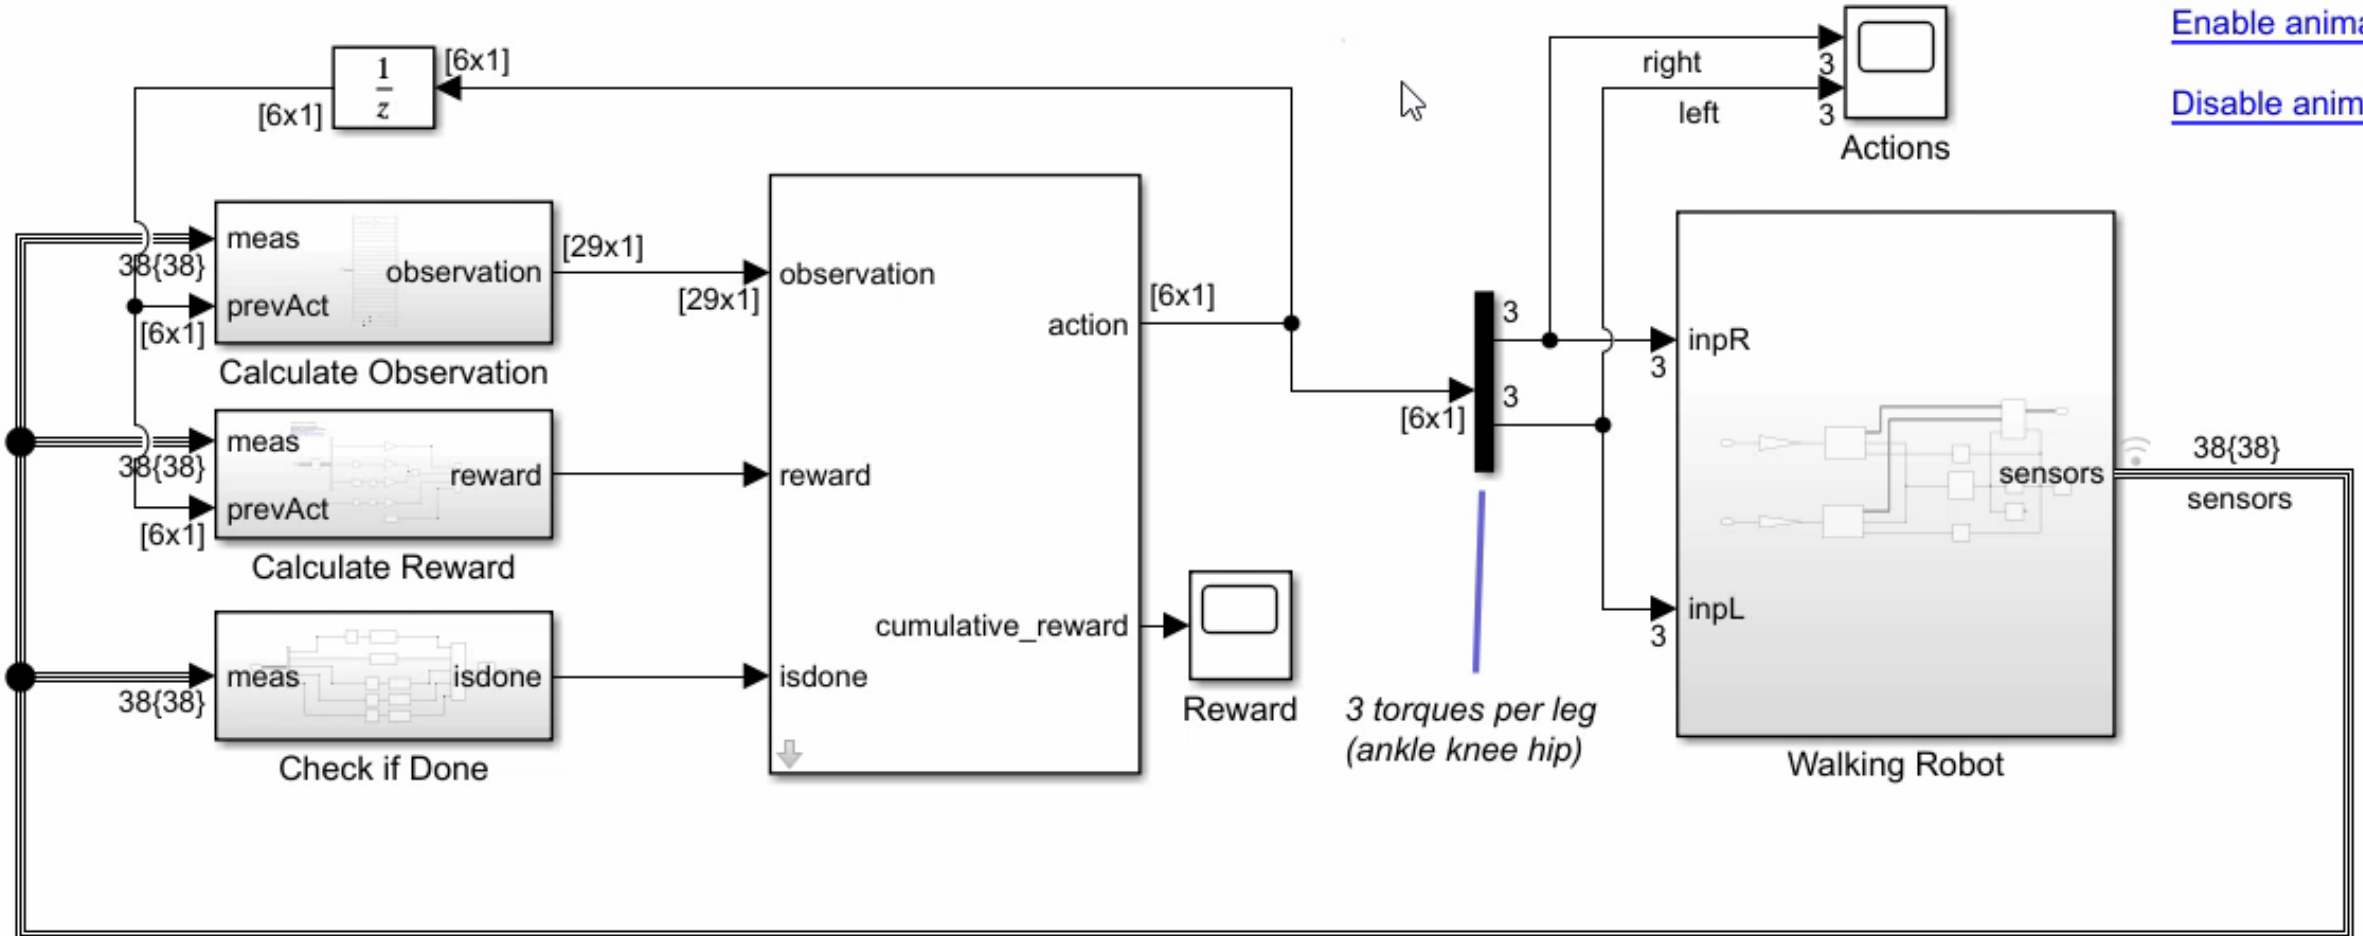 Enable anima
Disable anim
[6x1]
1
z
[6x1]
right
3
left
3
Actions
meas
38{38}
observation
prevAct
[6x1]
Calculate Observation
[29x1]
[29x1]
observation
action
[6x1]
[6x1]
3
3
inpR
3
meas
38{38}
reward
prevAct
[6x1]
Calculate Reward
reward
sensors
38{38}
sensors
inpL
3
Walking Robot
meas
38{38}
isdone
Check if Done
isdone
cumulative_reward
Reward
3 torques per leg
(ankle knee hip)